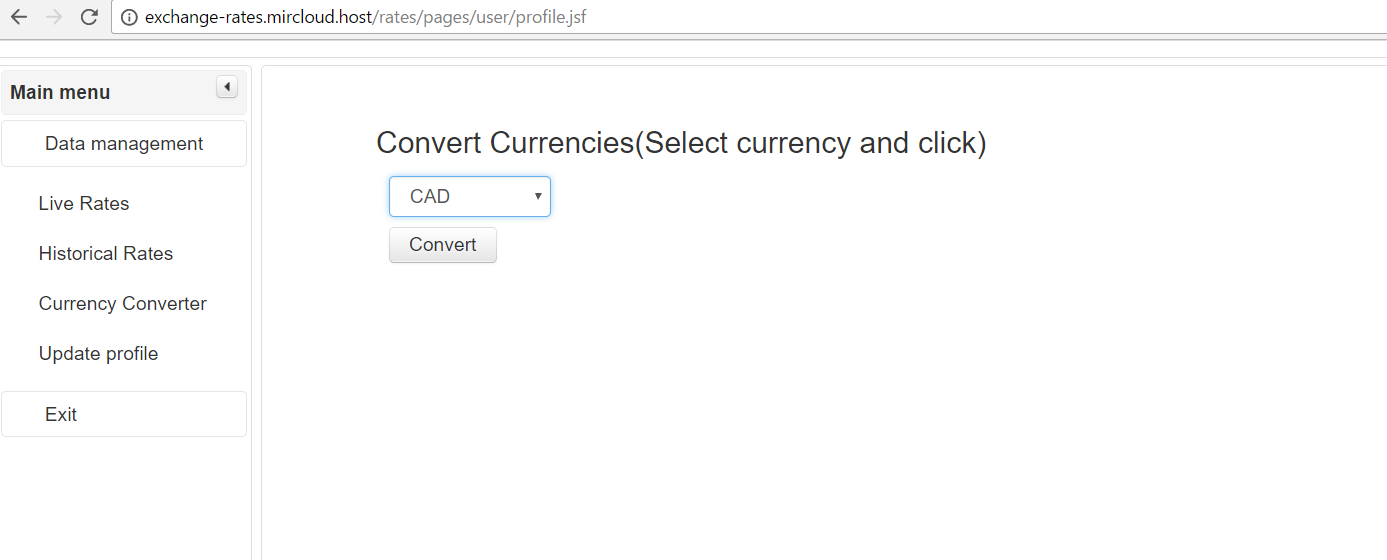 exchange-rates.mircloud.host/rates/pages/user/profile.jsf
Main menu
Data management
Live Rates
Historical Rates
Currency Converter
Update profile
Exit
Convert Currencies(Select currency and click)
CAD
Convert